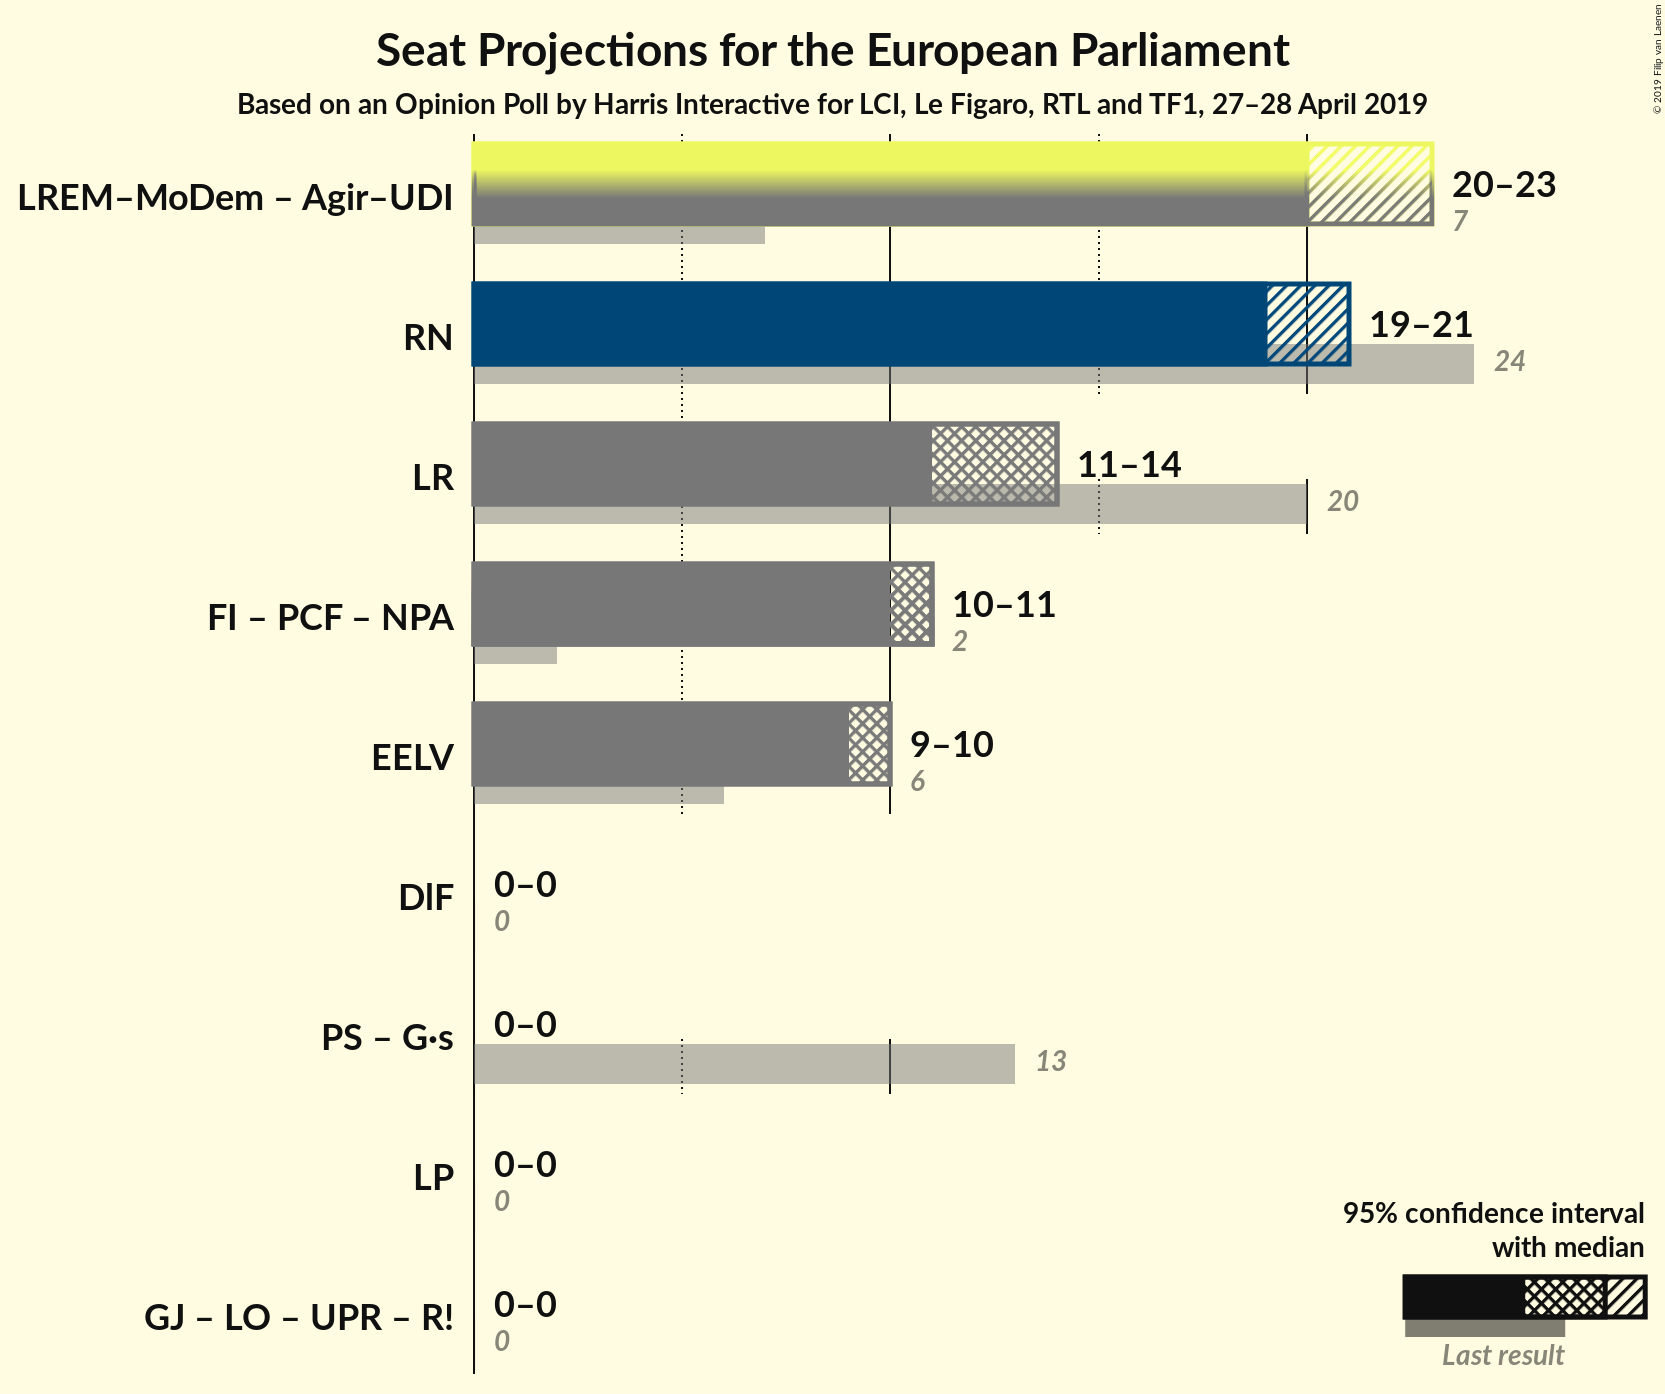 Seat Projections for the European Parliament
Based on an Opinion Poll by Harris Interactive for LCI, Le Figaro, RTL and TF1, 27–28 April 2019
© 2019 Filip van Laenen
LREM–MoDem – Agir–UDI
20–23
7
RN
19–21
24
LR
11–14
20
FI – PCF – NPA
10–11
2
EELV
9–10
6
DlF
0–0
0
PS – G·s
0–0
13
LP
0–0
0
GJ – LO – UPR – R!
0–0
0
95% confidence interval
with median
Last result